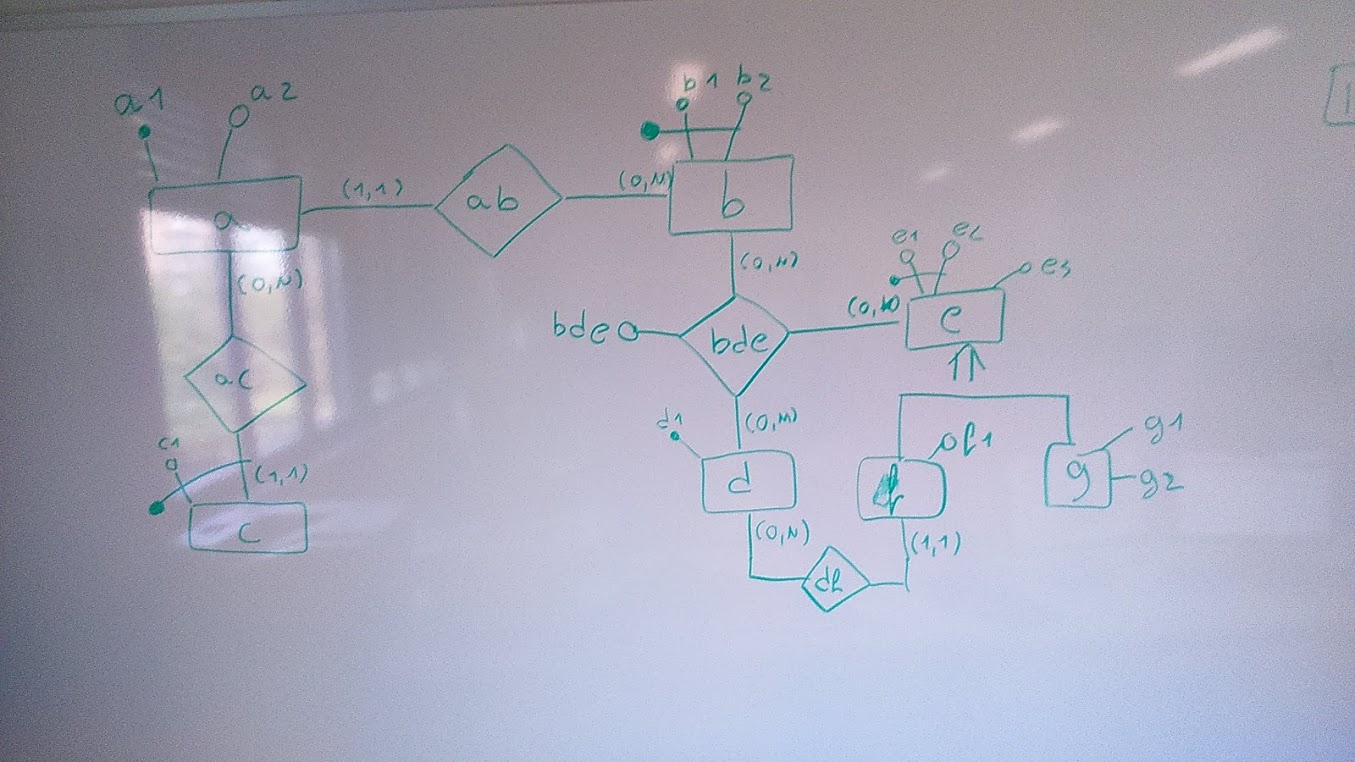 a1
a2
b1
b2
a
(1,1)
ab
(0,N)
b
(0,N)
(0,N)
e1
e2
e3
bde
bde
e
ac
d1
(0,N)
c1
(1,1)
d
f1
g
g1
g2
c
(0,N)
df
(1,1)